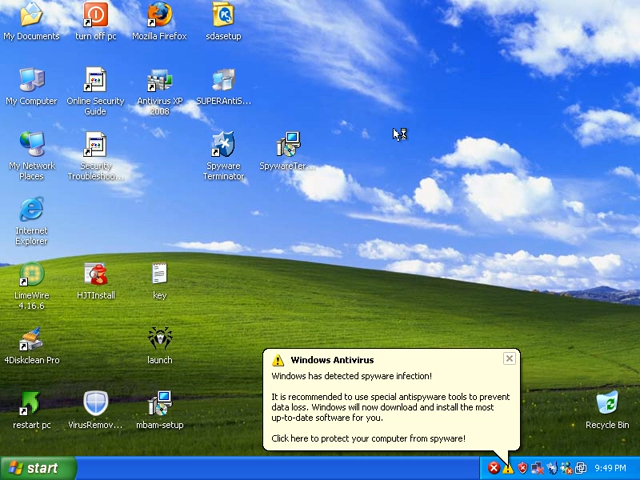 My Documents
turn off pc
Mozilla Firefox
sdasetup
My Computer
Online Security
Guide
Antivirus XP
2008
SUPERAntiS...
My Network
Places
Security
Troubleshoo...
Spyware
Terminator
SpywareTer...
Internet
Explorer
LimeWire
4.16.6
HJTInstall
key
4Diskclean Pro
launch
restart pc
VirusRemov...
mbam-setup
Recycle Bin
Windows Antivirus
Windows has detected spyware infection!
It is recommended to use special antispyware tools to prevent
data loss. Windows will now download and install the most
up-to-date software for you.
Click here to protect your computer from spyware!
start
9:49 PM